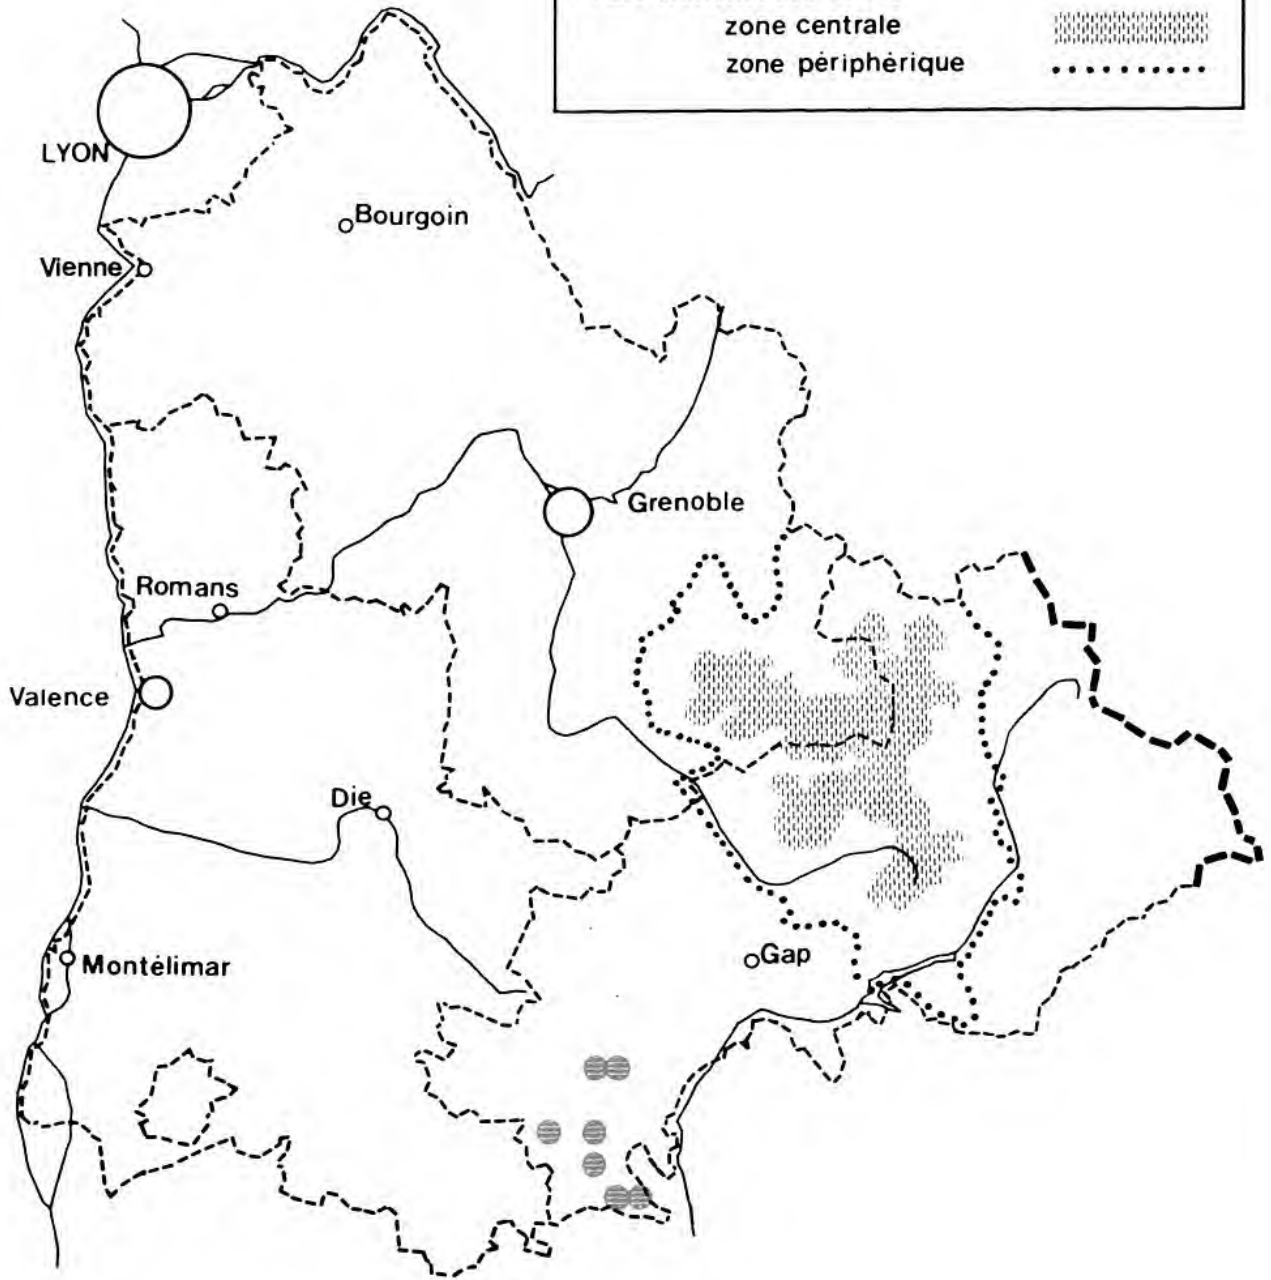 zone centrale
zone périphérique
LYON
Bourgoin
Vienne
Grenoble
Romans
Valence
Die
Gap
Montélimar